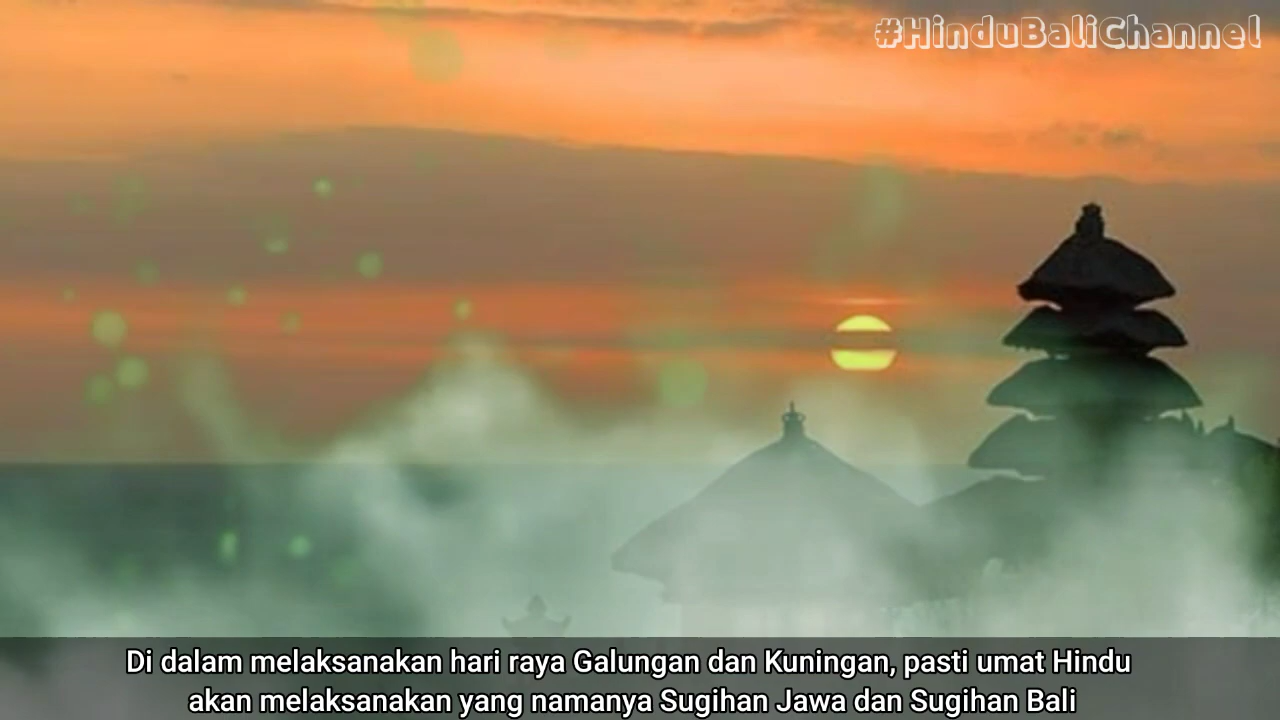 #HinduBaliChannel
Di dalam melaksanakan hari raya Galungan dan Kuningan, pasti umat Hindu
akan melaksanakan yang namanya Sugihan Jawa dan Sugihan Bali